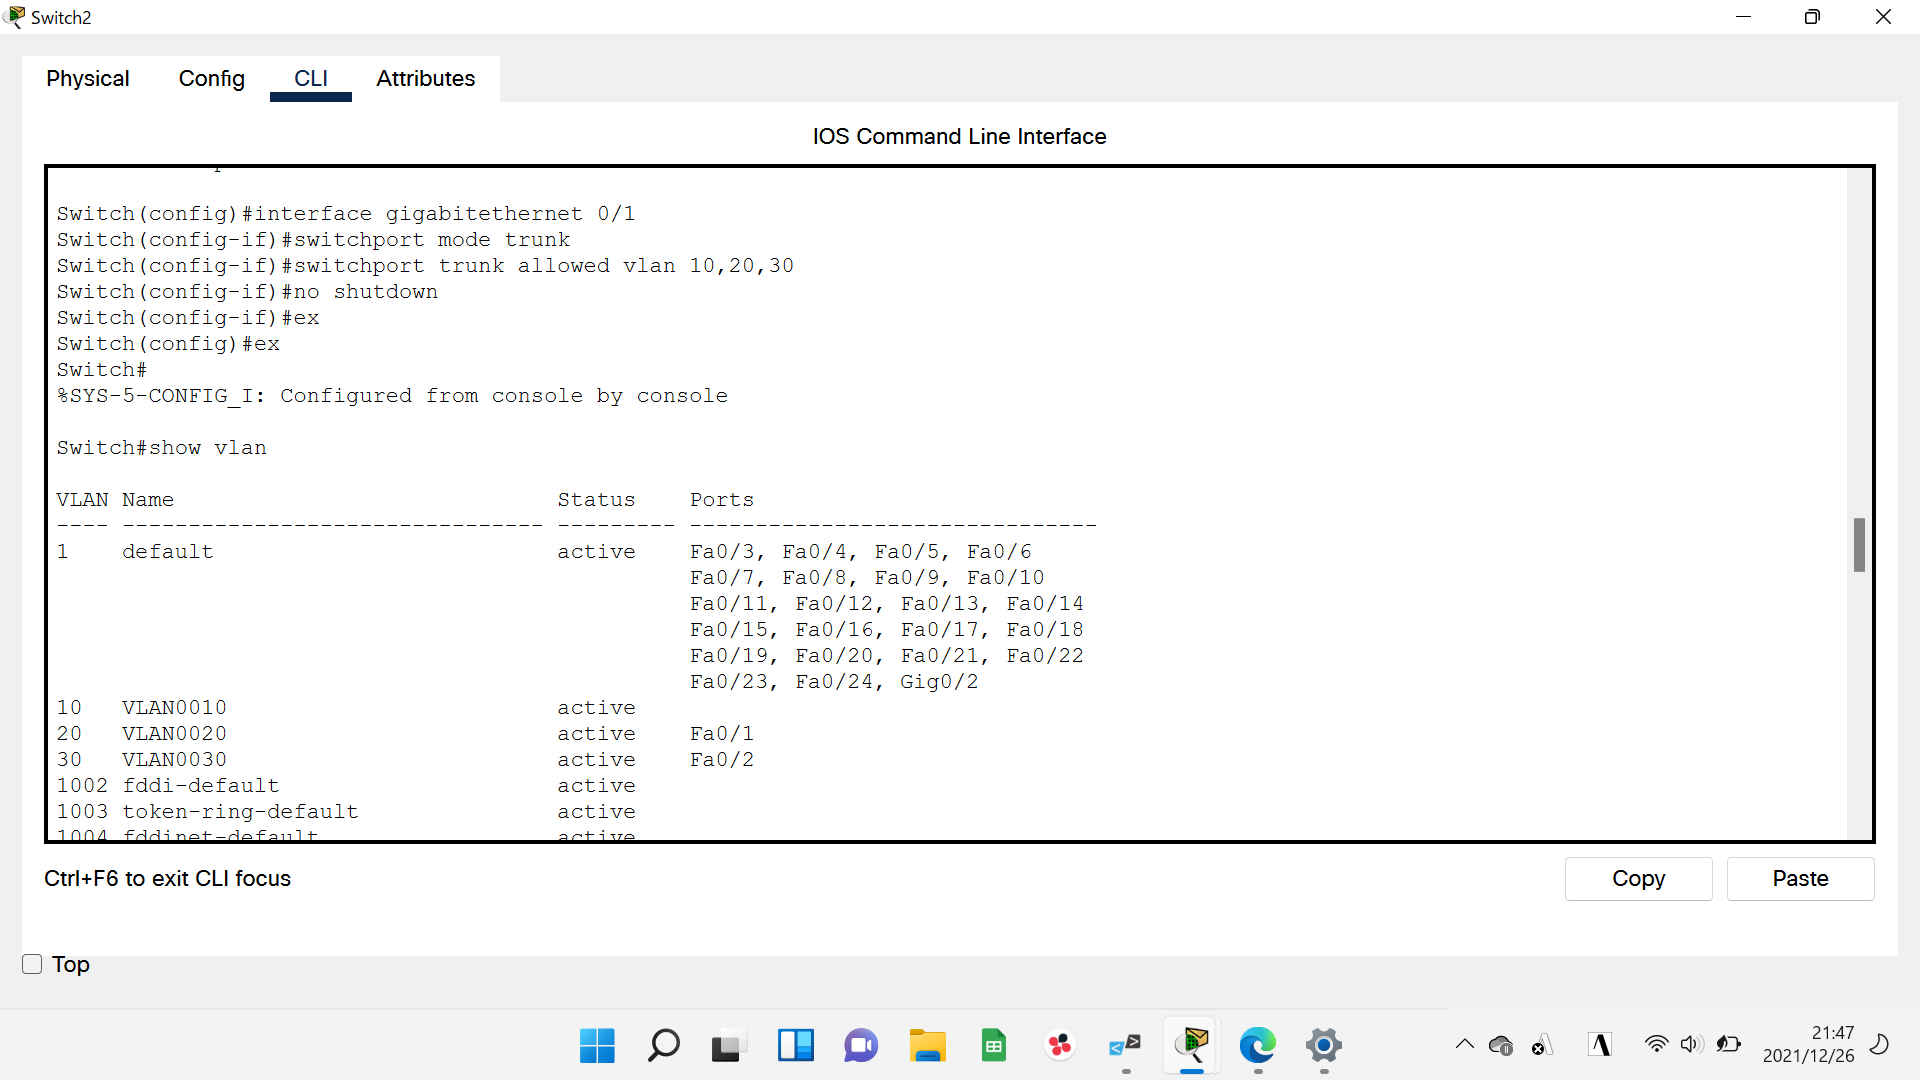 Switch2
Physical Config CLI Attributes
IOS Command Line Interface
Switch(config)#interface gigabitethernet 0/1
Switch(config-if)#switchport mode trunk
Switch(config-if)#switchport trunk allowed vlan 10,20,30
Switch(config-if)#no shutdown
Switch(config-if)#ex
Switch(config)#ex
Switch#
%SYS-5-CONFIG_I: Configured from console by console
Switch#show vlan
VLAN Name Status Ports
---- -------------------------------- --------- -------------------------------
1 default active Fa0/3, Fa0/4, Fa0/5, Fa0/6
Fa0/7, Fa0/8, Fa0/9, Fa0/10
Fa0/11, Fa0/12, Fa0/13, Fa0/14
Fa0/15, Fa0/16, Fa0/17, Fa0/18
Fa0/19, Fa0/20, Fa0/21, Fa0/22
Fa0/23, Fa0/24, Gig0/2
10 VLAN0010 active
20 VLAN0020 active Fa0/1
30 VLAN0030 active Fa0/2
1002 fddi-default active
1003 token-ring-default active
1004 fddinet-default active
Ctrl+F6 to exit CLI focus
Copy Paste
Top
21:47
2021/12/26